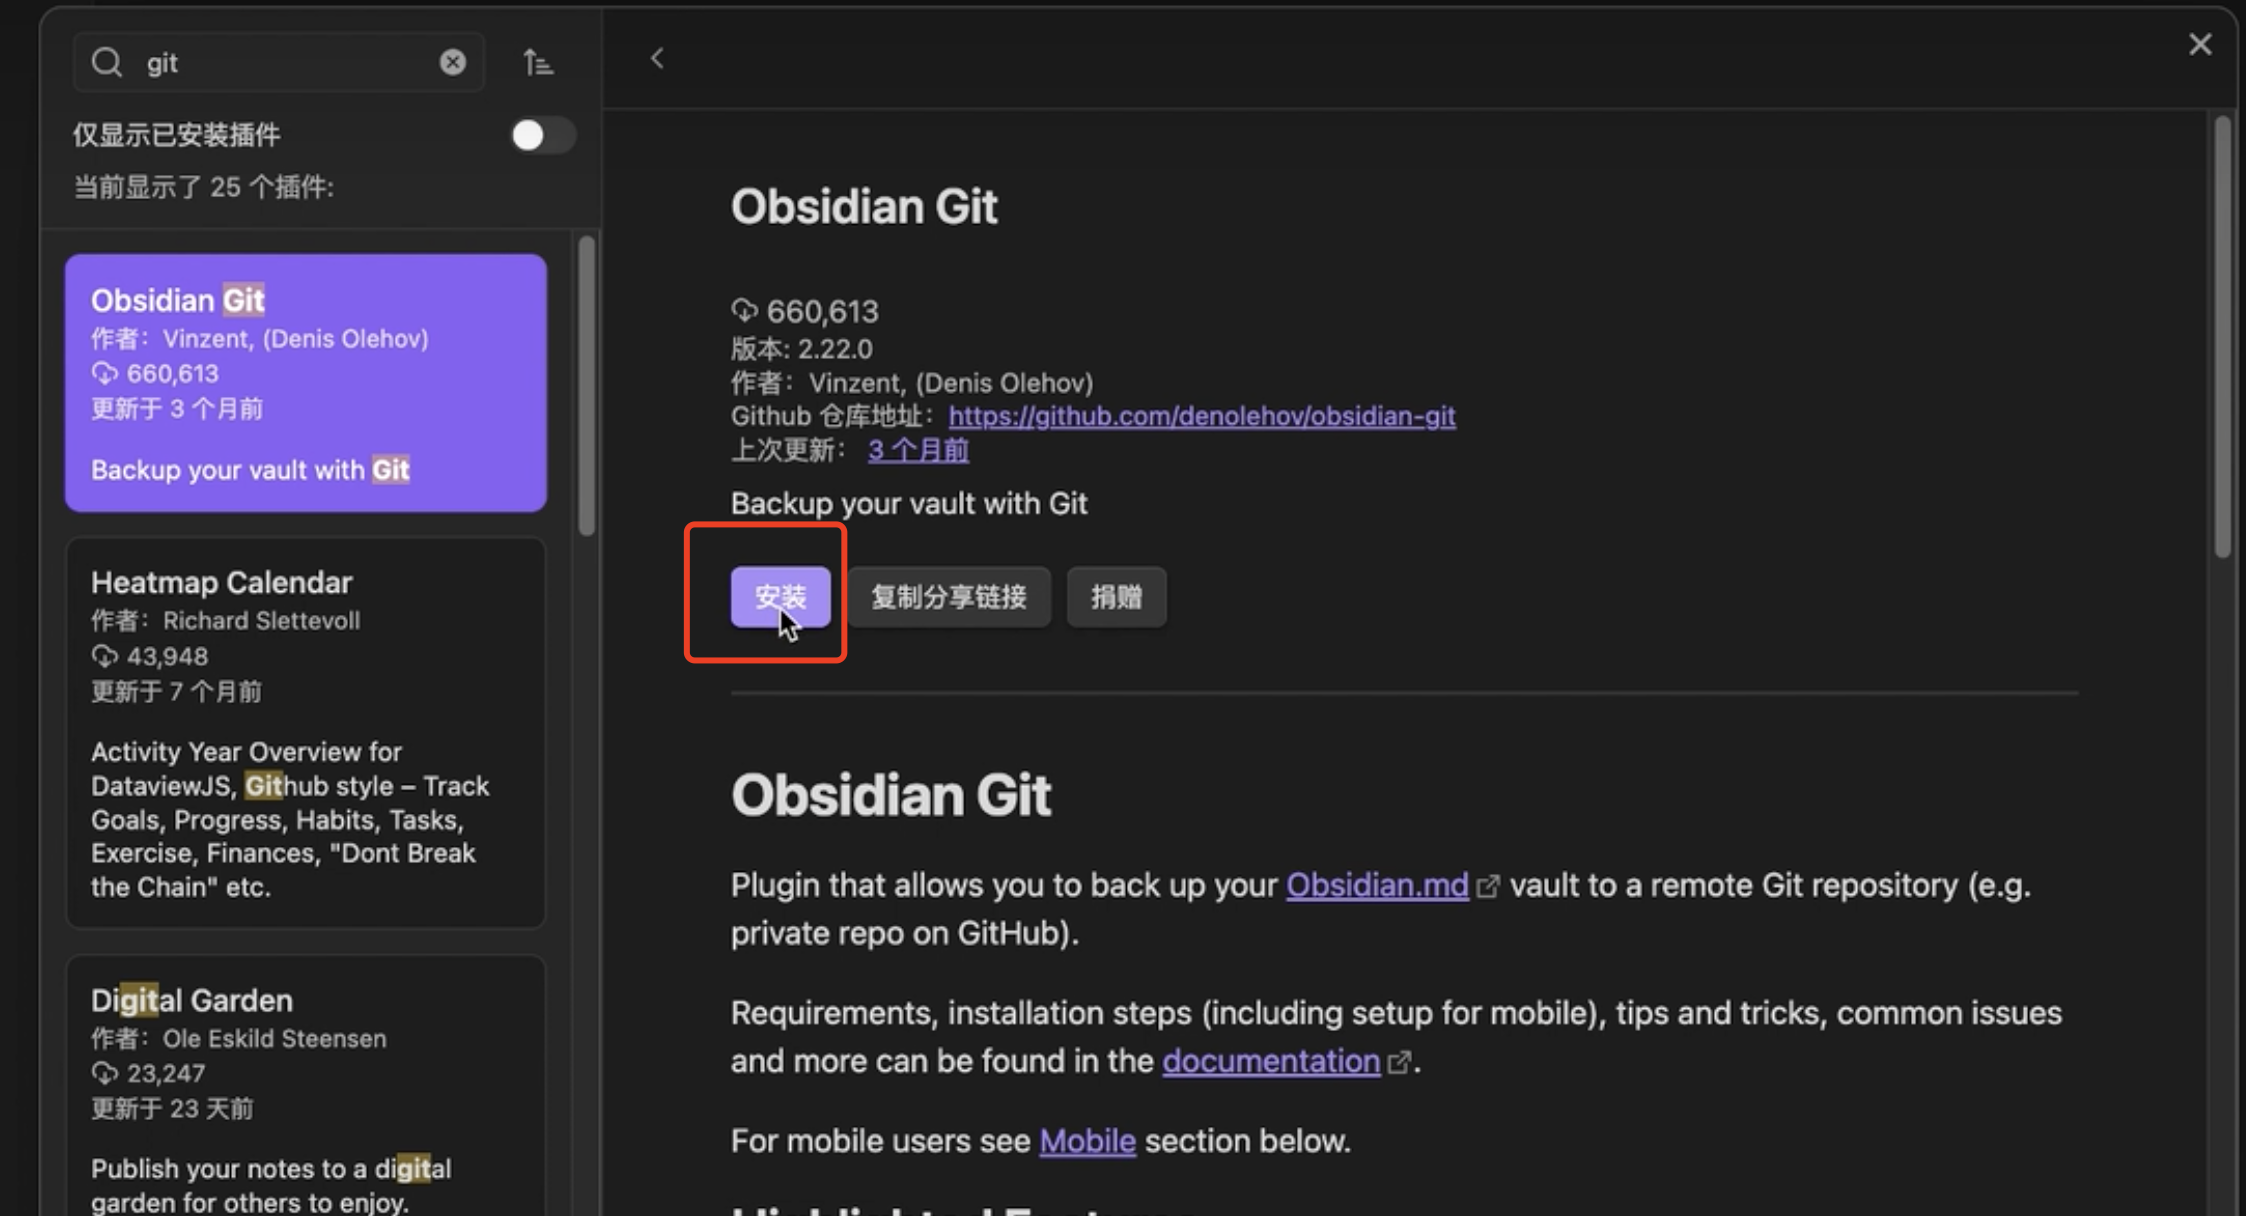 git
仅显示已安装插件
当前显示了 25 个插件:
Obsidian Git
作者：Vinzent, (Denis Olehov)
660,613
更新于 3 个月前
Backup your vault with Git
Heatmap Calendar
作者：Richard Slettevoll
43,948
更新于 7 个月前
Activity Year Overview for
DataviewJS, Github style – Track
Goals, Progress, Habits, Tasks,
Exercise, Finances, "Dont Break
the Chain" etc.
Digital Garden
作者：Ole Eskild Steensen
23,247
更新于 23 天前
Publish your notes to a digital
garden for others to enjoy.
Obsidian Git
660,613
版本: 2.22.0
作者：Vinzent, (Denis Olehov)
Github 仓库地址：https://github.com/denolehov/obsidian-git
上次更新：3 个月前
Backup your vault with Git
安装 复制分享链接 捐赠
Obsidian Git
Plugin that allows you to back up your Obsidian.md vault to a remote Git repository (e.g.
private repo on GitHub).
Requirements, installation steps (including setup for mobile), tips and tricks, common issues
and more can be found in the documentation.
For mobile users see Mobile section below.